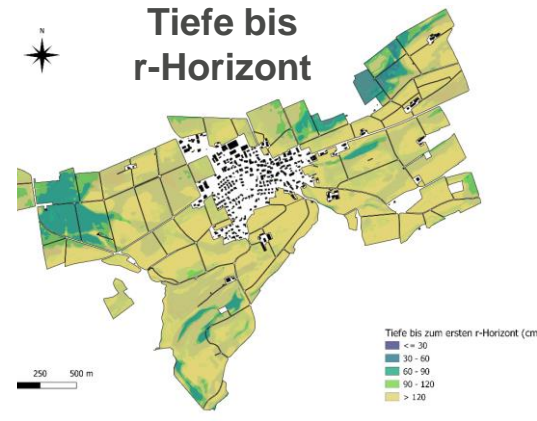 Tiefe bis
r-Horizont
N
Tiefe bis zum ersten r-Horizont (cm
<= 30
30 - 60
60 - 90
90 - 120
> 120
250 500 m